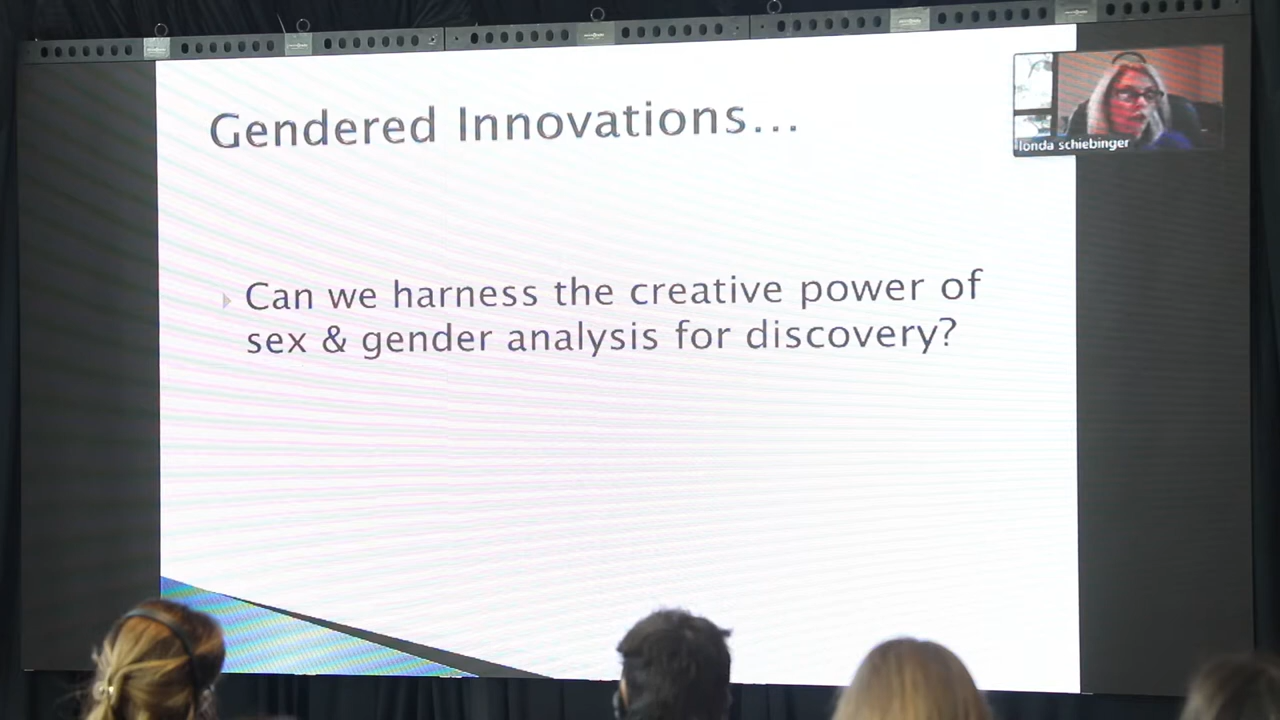 Gendered Innovations...
londa schiebinger
Can we harness the creative power of
sex & gender analysis for discovery?